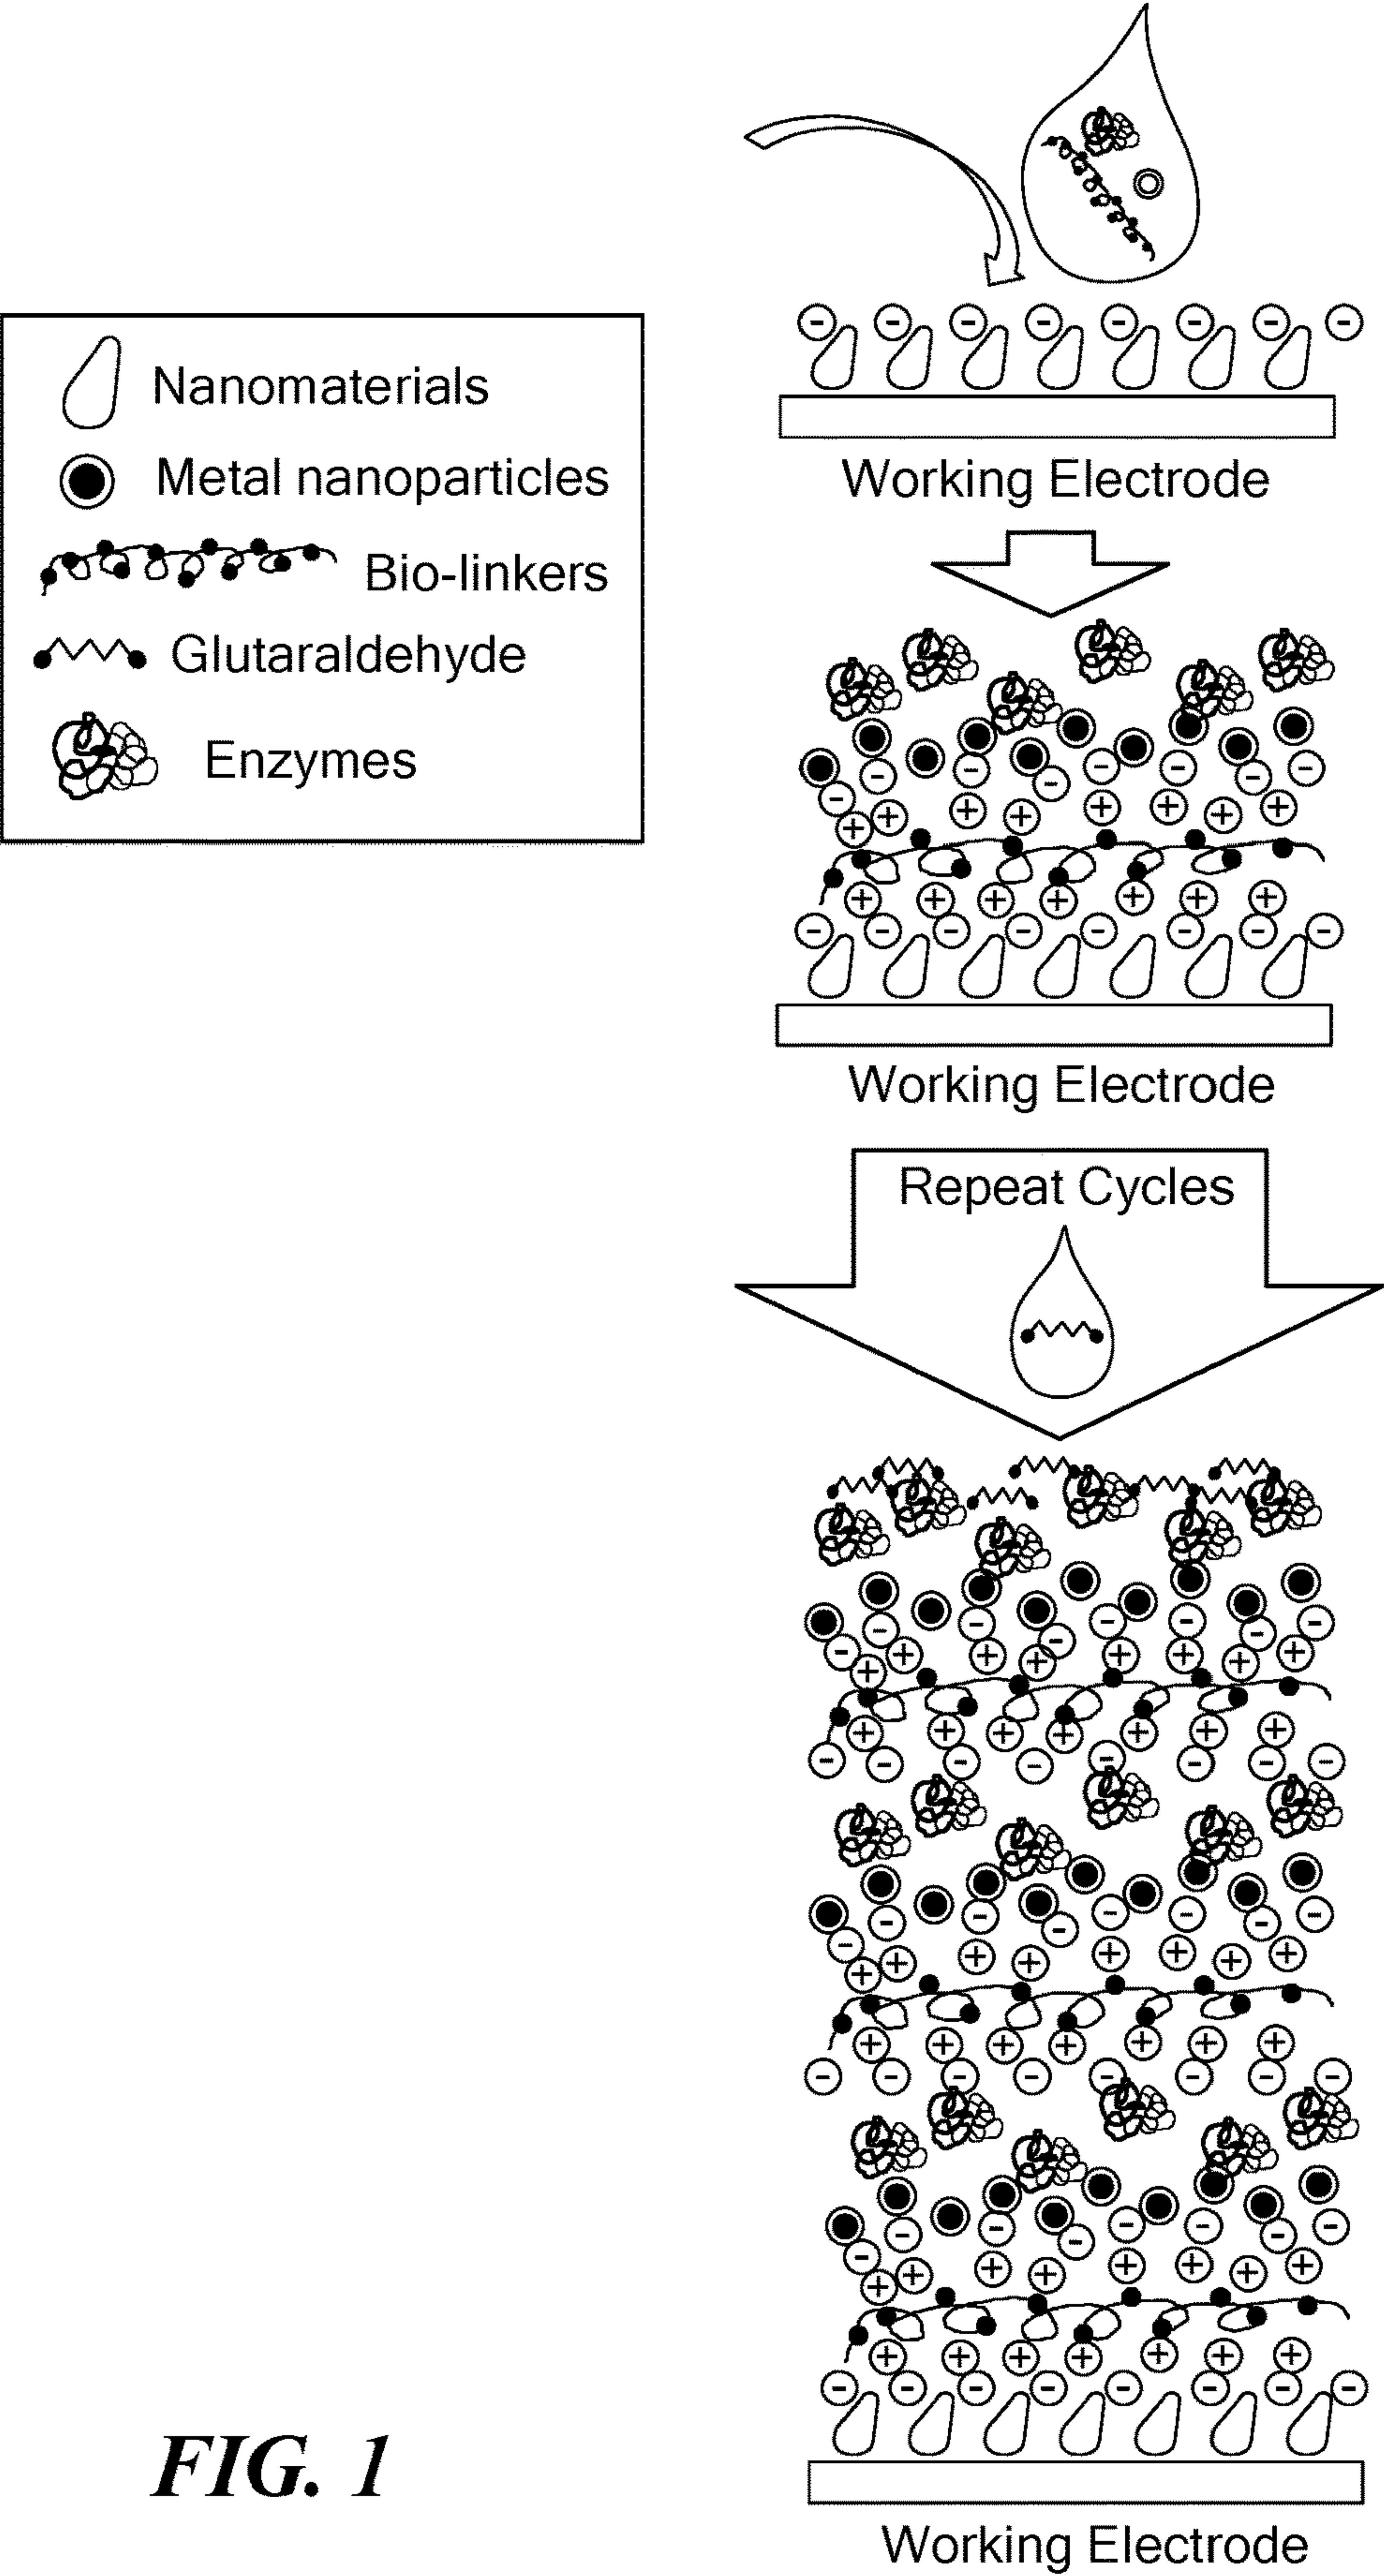 Nanomaterials
Metal nanoparticles
Bio-linkers
Glutaraldehyde
Enzymes
Working Electrode
Working Electrode
Repeat Cycles
Working Electrode
FIG. 1